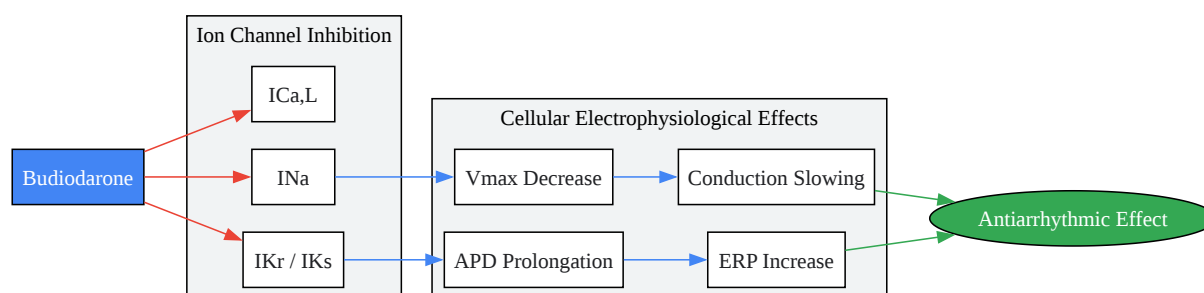 Ion Channel Inhibition
ICa,L
Cellular Electrophysiological Effects
Budiodarone
INa
Vmax Decrease
Conduction Slowing
Antiarrhythmic Effect
IKr / IKs
APD Prolongation
ERP Increase